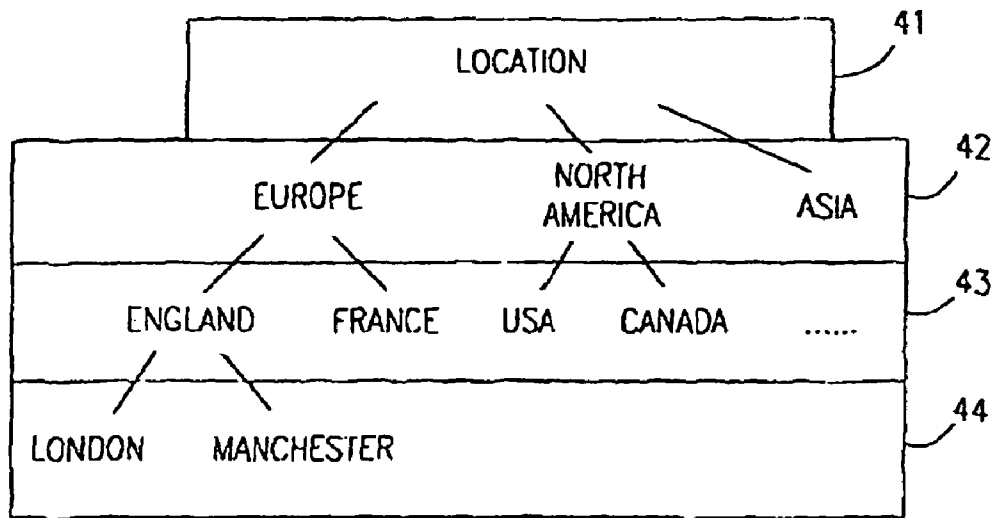 41
LOCATION
42
EUROPE NORTH AMERICA ASIA
43
ENGLAND FRANCE USA CANADA ......
44
LONDON MANCHESTER